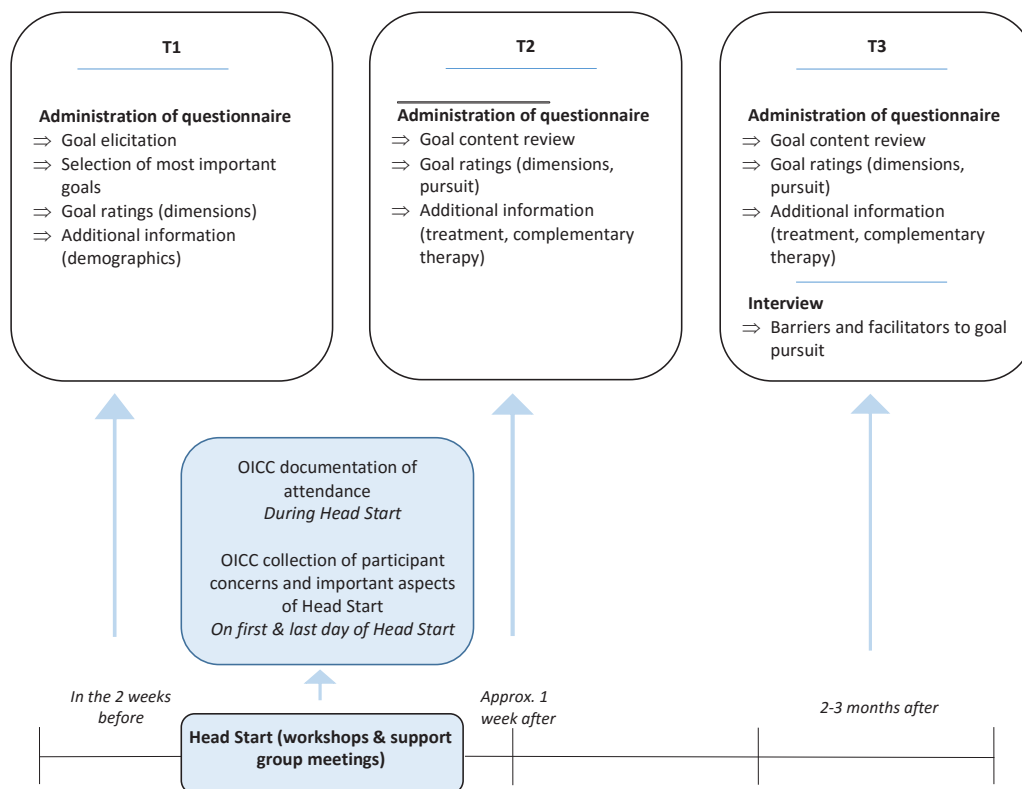 T1
Administration of questionnaire
⇒ Goal elicitation
⇒ Selection of most important
goals
⇒ Goal ratings (dimensions)
⇒ Additional information
(demographics)
T2
Administration of questionnaire
⇒ Goal content review
⇒ Goal ratings (dimensions,
pursuit)
⇒ Additional information
(treatment, complementary
therapy)
T3
Administration of questionnaire
⇒ Goal content review
⇒ Goal ratings (dimensions,
pursuit)
⇒ Additional information
(treatment, complementary
therapy)
Interview
⇒ Barriers and facilitators to goal
pursuit
OICC documentation of
attendance
During Head Start
OICC collection of participant
concerns and important aspects
of Head Start
On first & last day of Head Start
In the 2 weeks
before
Head Start (workshops & support
group meetings)
Approx. 1
week after
2-3 months after